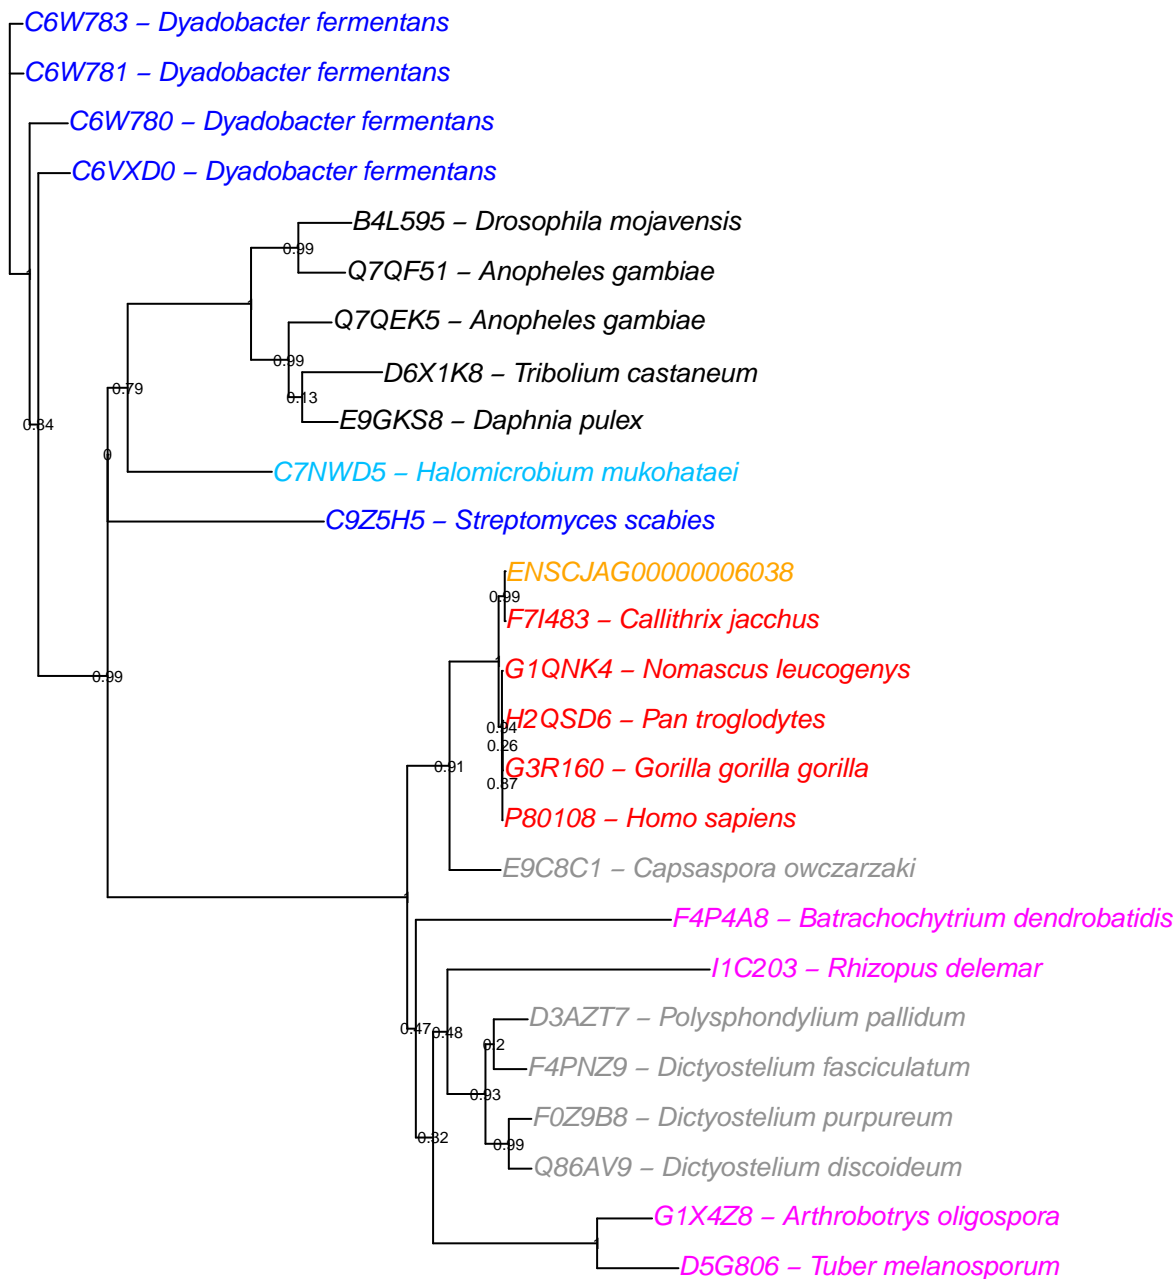 C6W783 – Dyadobacter fermentans
C6W781 – Dyadobacter fermentans
C6W780 – Dyadobacter fermentans
C6VXD0 – Dyadobacter fermentans
B4L595 – Drosophila mojavensis
0.99
Q7QF51 – Anopheles gambiae
1
1
Q7QEK5 – Anopheles gambiae
0.99
D6X1K8 – Tribolium castaneum
0.79
0.13
E9GKS8 – Daphnia pulex
0.84
0
C7NWD5 – Halomicrobium mukohataei
C9Z5H5 – Streptomyces scabies
ENSCJAG00000006038
0.99
F7I483 – Callithrix jacchus
1
G1QNK4 – Nomascus leucogenys
0.99
H2QSD6 – Pan troglodytes
0.94
0.26
0.91
G3R160 – Gorilla gorilla gorilla
0.87
P80108 – Homo sapiens
E9C8C1 – Capsaspora owczarzaki
1
F4P4A8 – Batrachochytrium dendrobatidis
I1C203 – Rhizopus delemar
D3AZT7 – Polysphondylium pallidum
0.47
0.48
0.2
F4PNZ9 – Dictyostelium fasciculatum
0.93
F0Z9B8 – Dictyostelium purpureum
0.32
0.99
Q86AV9 – Dictyostelium discoideum
G1X4Z8 – Arthrobotrys oligospora
1
D5G806 – Tuber melanosporum